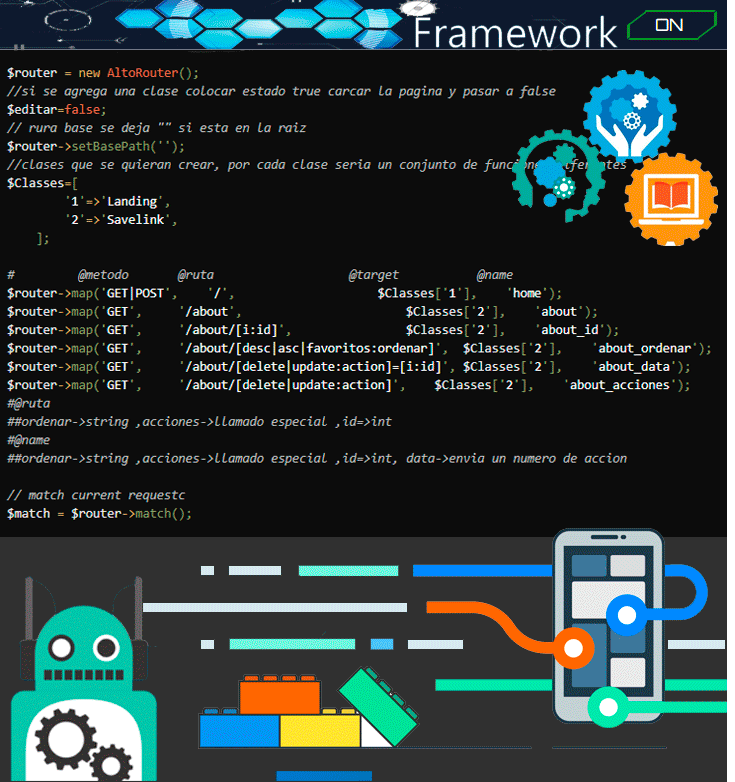 Framework
ON
$router = new AltoRouter();
//si se agrega una clase colocar estado true carcar la pagina y pasar a false
$editar=false;
// rura base se deja "" si esta en la raiz
$router->setBasePath('');
//clases que se quieran crear, por cada clase seria un conjunto de funciones diferentes
$Classes=[
'1'=>'Landing',
'2'=>'Savelink',
];
# @metodo @ruta @target @name
$router->map('GET|POST', '/', $Classes['1'], 'home');
$router->map('GET', '/about', $Classes['2'], 'about');
$router->map('GET', '/about/[i:id]', $Classes['2'], 'about_id');
$router->map('GET', '/about/[desc|asc|favoritos:ordenar]', $Classes['2'], 'about_ordenar');
$router->map('GET', '/about/[delete|update:action]=[i:id]', $Classes['2'], 'about_data');
$router->map('GET', '/about/[delete|update:action]', $Classes['2'], 'about_acciones');
#@ruta
##ordenar->string ,acciones->llamado especial ,id=>int
#@name
##ordenar->string ,acciones->llamado especial ,id=>int, data->envia un numero de accion
// match current requestc
$match = $router->match();